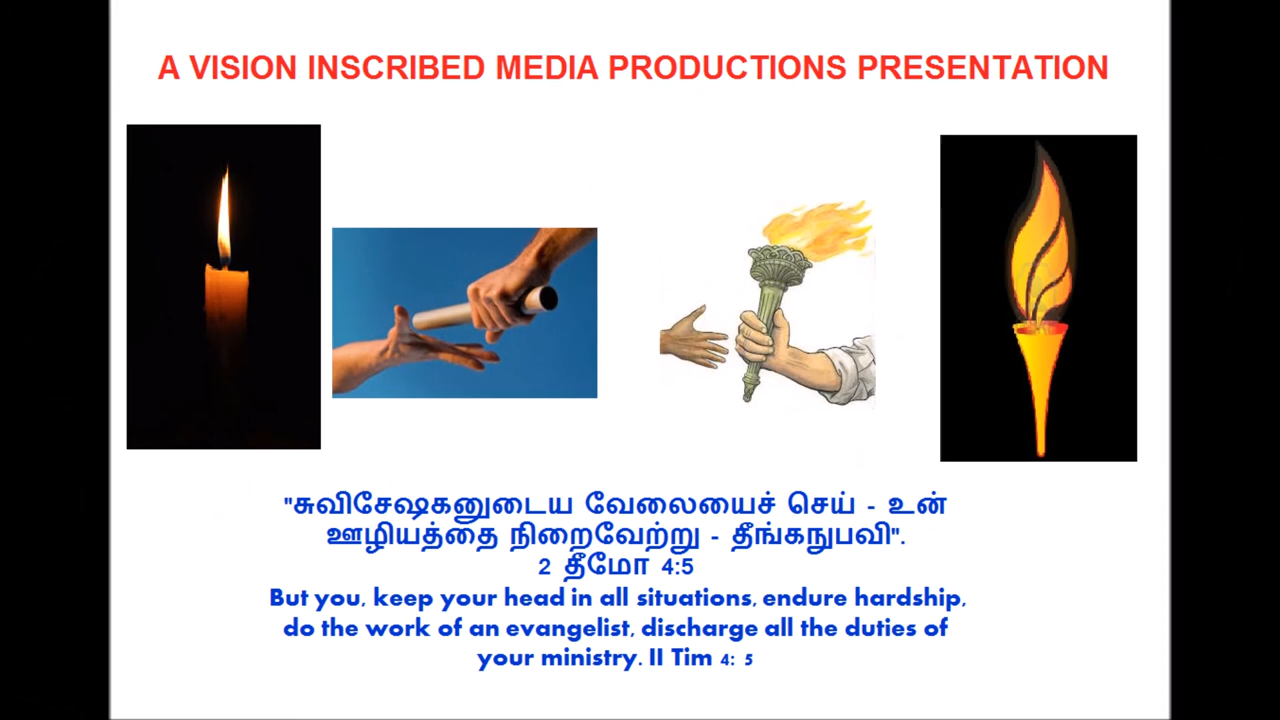 A VISION INSCRIBED MEDIA PRODUCTIONS PRESENTATION
"சுவிசேஷகனுடைய வேலையைச் செய் - உன்
ஊழியத்தை நிறைவேற்று - தீங்கநுபவி".
2 தீமோ 4:5
But you, keep your head in all situations, endure hardship,
do the work of an evangelist, discharge all the duties of
your ministry. II Tim 4: 5